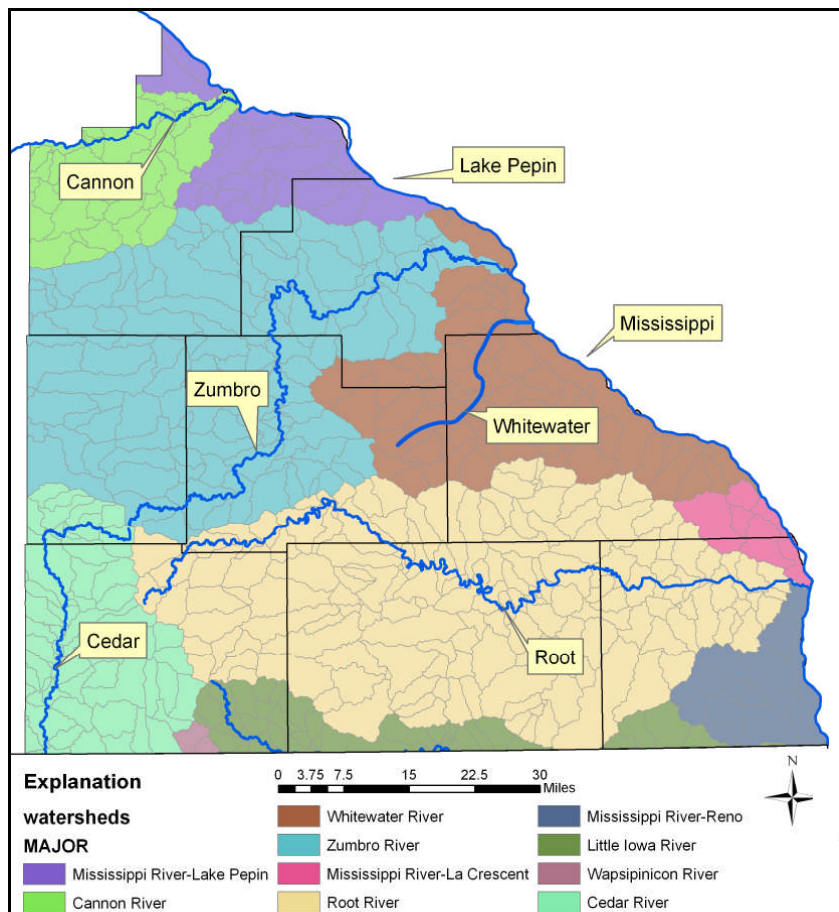 Cannon
Lake Pepin
Mississippi
Zumbro
Whitewater
Cedar
Root
Explanation
0 3.75 7.5 15 22.5 30
Miles
N
watersheds
MAJOR
Mississippi River-Lake Pepin
Cannon River
Whitewater River
Zumbro River
Mississippi River-La Crescent
Root River
Mississippi River-Reno
Little Iowa River
Wapsipinicon River
Cedar River